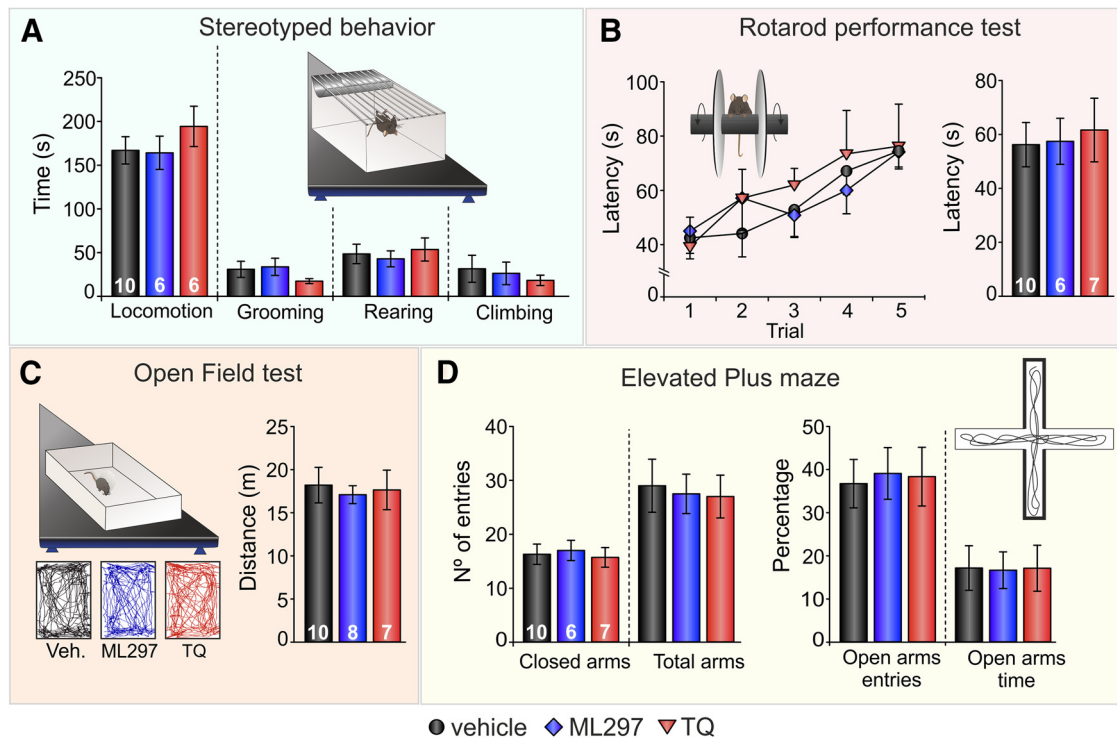 A
Stereotyped behavior
Time (s)
250
200
150
100
50
0
10
6
6
Locomotion
Grooming
Rearing
Climbing
B
Rotarod performance test
Latency (s)
100
80
60
40
0
1
2
3
4
5
Trial
Latency (s)
80
60
40
20
0
10
6
7
C
Open Field test
Veh.
ML297
TQ
Distance (m)
25
20
15
10
5
0
10
8
7
D
Elevated Plus maze
Nº of entries
40
30
20
10
0
10
6
7
Closed arms
Total arms
Percentage
50
40
30
20
10
0
Open arms
entries
Open arms
time
vehicle
ML297
TQ